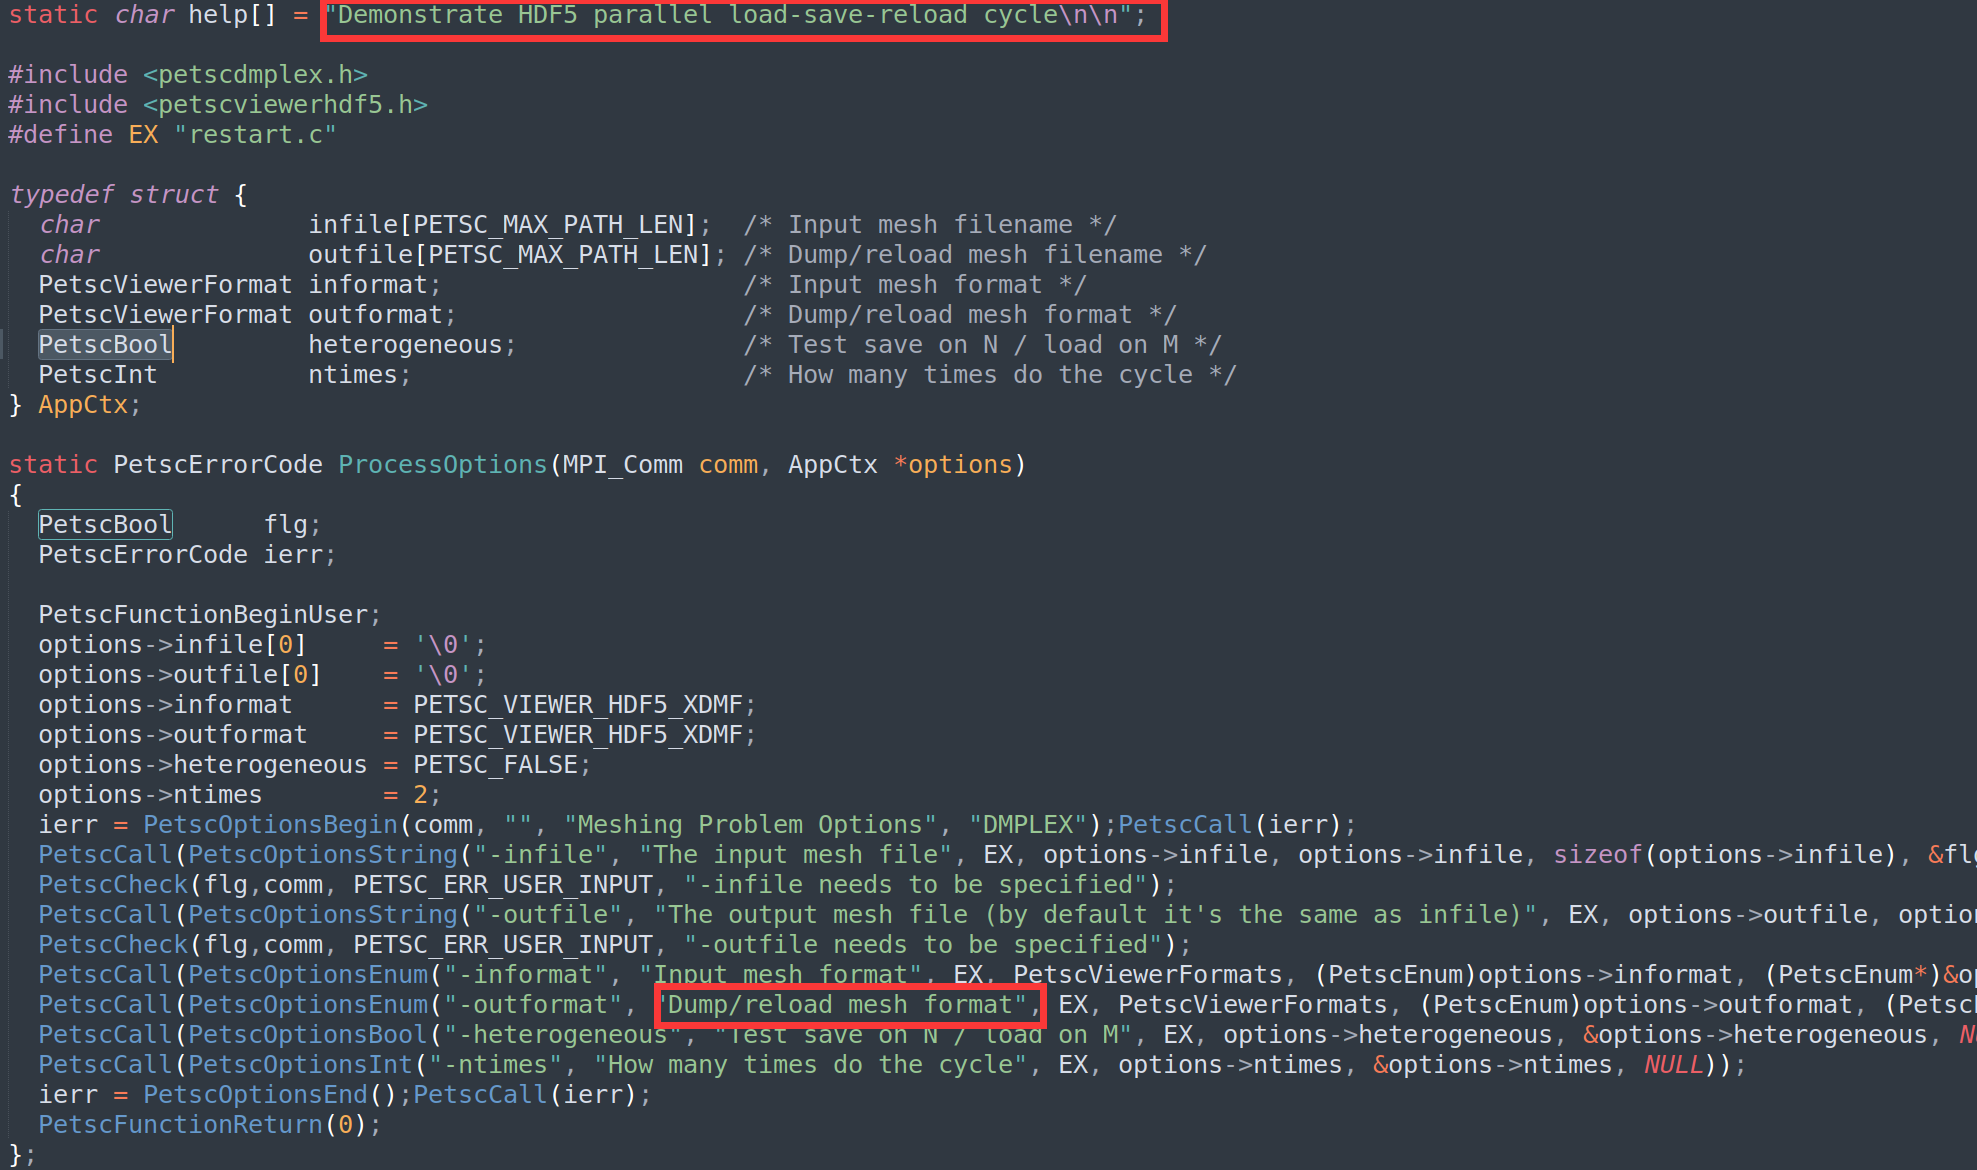 static char help[] = "Demonstrate HDF5 parallel load-save-reload cycle\n\n";
#include <petscdmplex.h>
#include <petscviewerhdf5.h>
#define EX "restart.c"
typedef struct {
char infile[PETSC_MAX_PATH_LEN]; /* Input mesh filename */
char outfile[PETSC_MAX_PATH_LEN]; /* Dump/reload mesh filename */
PetscViewerFormat informat; /* Input mesh format */
PetscViewerFormat outformat; /* Dump/reload mesh format */
PetscBool heterogeneous; /* Test save on N / load on M */
PetscInt ntimes; /* How many times do the cycle */
} AppCtx;
static PetscErrorCode ProcessOptions(MPI_Comm comm, AppCtx *options)
{
PetscBool flg;
PetscErrorCode ierr;
PetscFunctionBeginUser;
options->infile[0] = '\0';
options->outfile[0] = '\0';
options->informat = PETSC_VIEWER_HDF5_XDMF;
options->outformat = PETSC_VIEWER_HDF5_XDMF;
options->heterogeneous = PETSC_FALSE;
options->ntimes = 2;
ierr = PetscOptionsBegin(comm, "", "Meshing Problem Options", "DMPLEX");PetscCall(ierr);
PetscCall(PetscOptionsString("-infile", "The input mesh file", EX, options->infile, options->infile, sizeof(options->infile), &flg
PetscCheck(flg,comm, PETSC_ERR_USER_INPUT, "-infile needs to be specified");
PetscCall(PetscOptionsString("-outfile", "The output mesh file (by default it's the same as infile)", EX, options->outfile, option
PetscCheck(flg,comm, PETSC_ERR_USER_INPUT, "-outfile needs to be specified");
PetscCall(PetscOptionsEnum("-informat", "Input mesh format", EX, PetscViewerFormats, (PetscEnum)options->informat, (PetscEnum*)&op
PetscCall(PetscOptionsEnum("-outformat", "Dump/reload mesh format", EX, PetscViewerFormats, (PetscEnum)options->outformat, (PetscE
PetscCall(PetscOptionsBool("-heterogeneous", "Test save on N / load on M", EX, options->heterogeneous, &options->heterogeneous, NU
PetscCall(PetscOptionsInt("-ntimes", "How many times do the cycle", EX, options->ntimes, &options->ntimes, NULL));
ierr = PetscOptionsEnd();PetscCall(ierr);
PetscFunctionReturn(0);
};